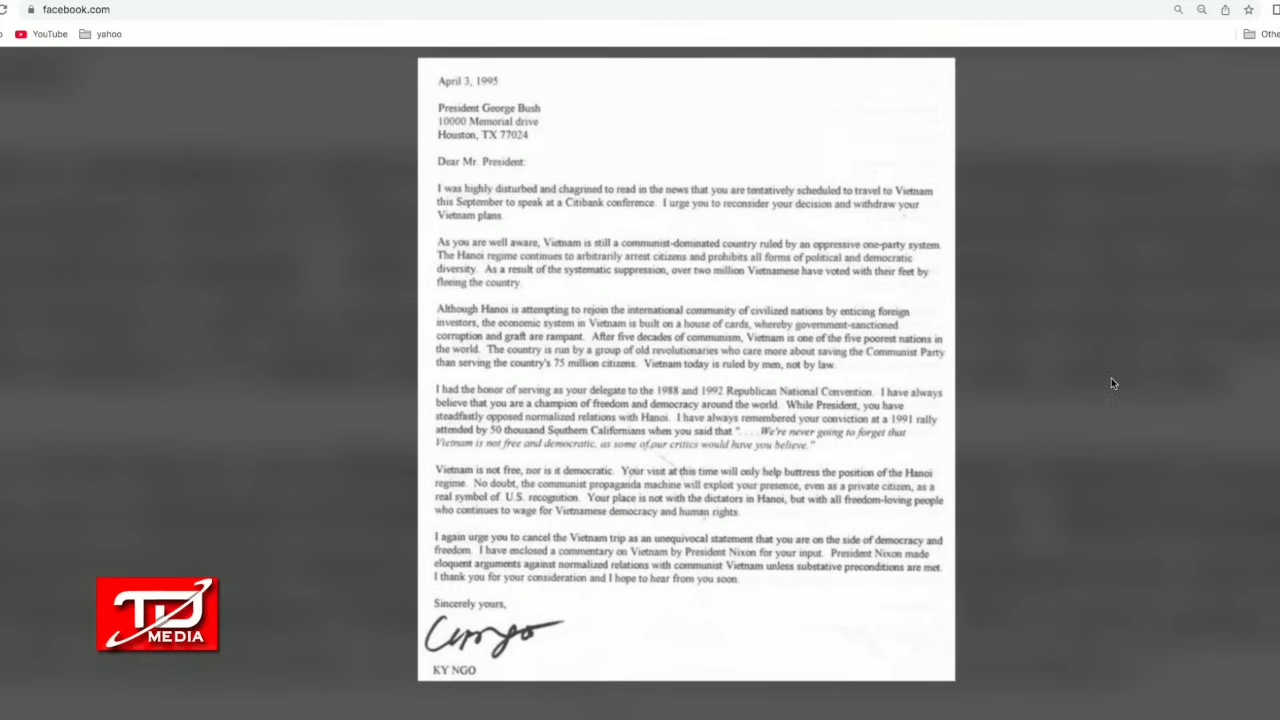 facebook.com
YouTube
yahoo
Othe
April 3, 1995
President George Bush
10000 Memorial drive
Houston, TX 77024
Dear Mr. President:
I was highly disturbed and chagrined to read in the news that you are tentatively scheduled to travel to Vietnam
this September to speak at a Citibank conference. I urge you to reconsider your decision and withdraw your
Vietnam plans.
As you are well aware, Vietnam is still a communist-dominated country ruled by an oppressive one-party system.
The Hanoi regime continues to arbitrarily arrest citizens and prohibits all forms of political and democratic
diversity. As a result of the systematic suppression, over two million Vietnamese have voted with their feet by
fleeing the country.
Although Hanoi is attempting to rejoin the international community of civilized nations by enticing foreign
investors, the economic system in Vietnam is built on a house of cards, whereby government-sanctioned
corruption and graft are rampant. After five decades of communism, Vietnam is one of the five poorest nations in
the world. The country is run by a group of old revolutionaries who care more about saving the Communist Party
than serving the country's 75 million citizens. Vietnam today is ruled by men, not by law.
I had the honor of serving as your delegate to the 1988 and 1992 Republican National Convention. I have always
believe that you are a champion of freedom and democracy around the world. While President, you have
steadfastly opposed normalized relations with Hanoi. I have always remembered your conviction at a 1991 rally
attended by 50 thousand Southern Californians when you said that ". . . We're never going to forget that
Vietnam is not free and democratic, as some of our critics would have you believe."
Vietnam is not free, nor is it democratic. Your visit at this time will only help buttress the position of the Hanoi
regime. No doubt, the communist propaganda machine will exploit your presence, even as a private citizen, as a
real symbol of U.S. recognition. Your place is not with the dictators in Hanoi, but with all freedom-loving people
who continues to wage for Vietnamese democracy and human rights.
I again urge you to cancel the Vietnam trip as an unequivocal statement that you are on the side of democracy and
freedom. I have enclosed a commentary on Vietnam by President Nixon for your input. President Nixon made
eloquent arguments against normalized relations with communist Vietnam unless substative preconditions are met.
I thank you for your consideration and I hope to hear from you soon.
Sincerely yours,
KY NGO
TD
MEDIA